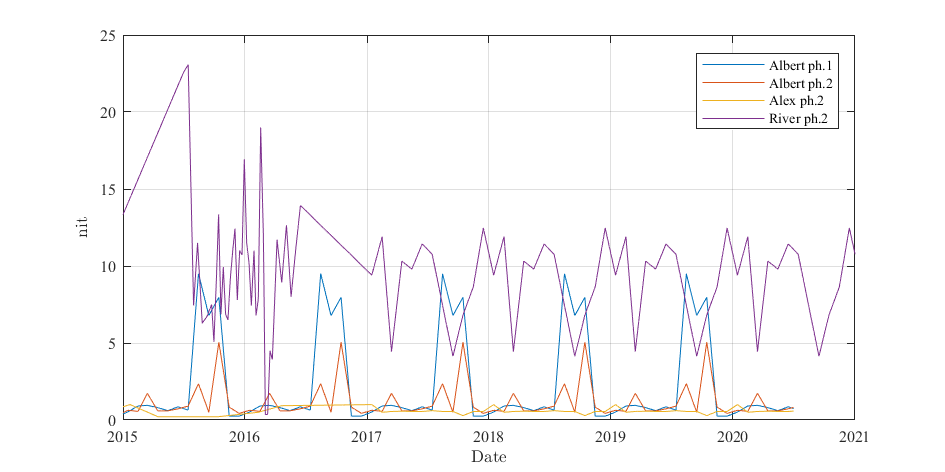 25
20
15
10
5
0
nit
2015
2016
2017
2018
2019
2020
2021
Date
Albert ph.1
Albert ph.2
Alex ph.2
River ph.2